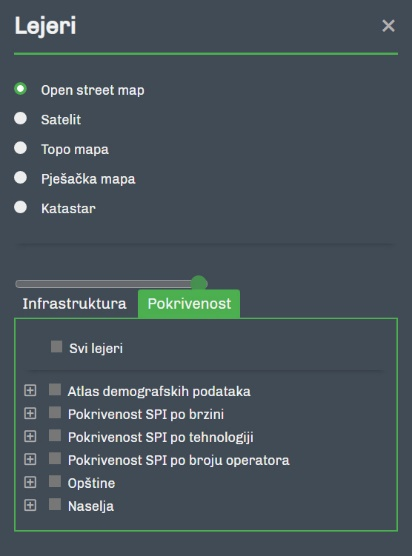 Lejeri
Open street map
Satelit
Topo mapa
Pješačka mapa
Katastar
Infrastruktura Pokrivenost
Svi lejeri
Atlas demografskih podataka
Pokrivenost SPI po brzini
Pokrivenost SPI po tehnologiji
Pokrivenost SPI po broju operatora
Opštine
Naselja